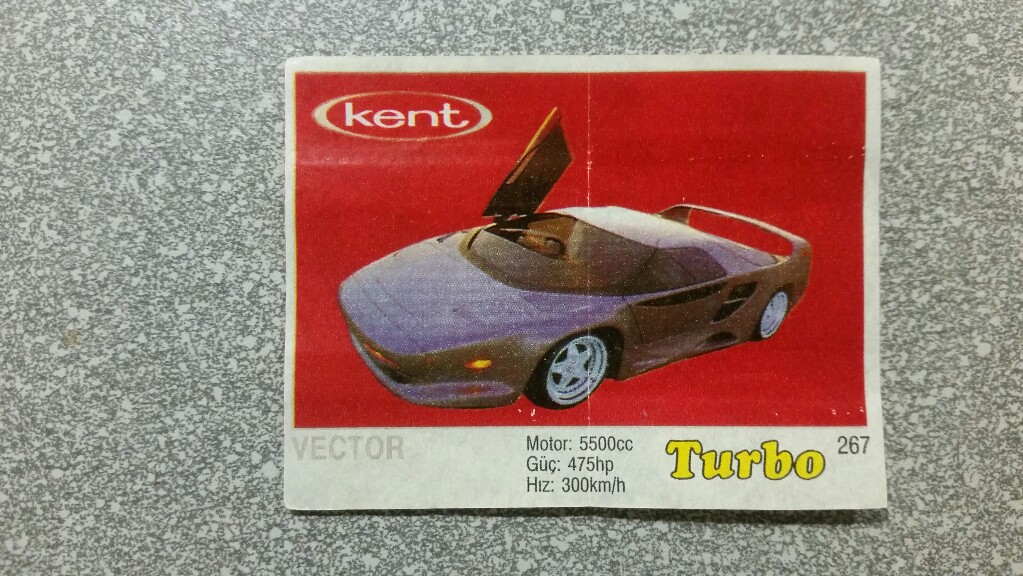 kent
VECTOR
Motor: 5500cc
Güç: 475hp
Hız: 300km/h
Turbo
267